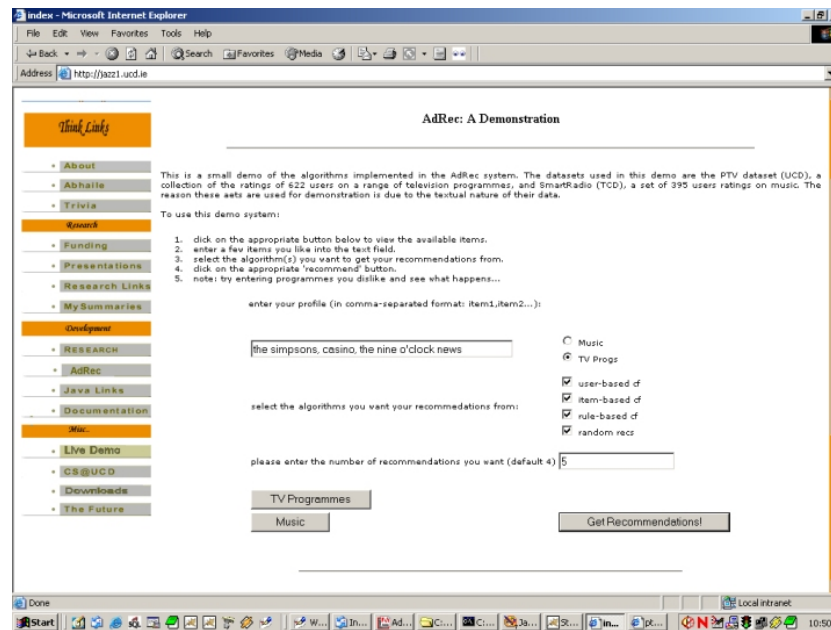 index - Microsoft Internet Explorer
File Edit View Favorites Tools Help
Back Search Favorites Media
Address http://jazz1.ucd.ie
Think Links
About
Abhaile
Trivia
Research
Funding
Presentations
Research Links
MySummaries
Development
RESEARCH
AdRec
Java Links
Documentation
Misc..
Live Demo
CS@UCD
Downloads
The Future
AdRec: A Demonstration
This is a small demo of the algorithms implemented in the AdRec system. The datasets used in this demo are the PTV dataset (UCD), a
collection of the ratings of 622 users on a range of television programmes, and SmartRadio (TCD), a set of 395 users ratings on music. The
reason these sets are used for demonstration is due to the textual nature of their data.
To use this demo system:
1. click on the appropriate button below to view the available items.
2. enter a few items you like into the text field.
3. select the algorithm(s) you want to get your recommendations from.
4. click on the appropriate 'recommend' button.
5. note: try entering programmes you dislike and see what happens...
enter your profile (in comma-separated format: item1,item2...):
the simpsons, casino, the nine o'clock news
Music
TV Progs
select the algorithms you want your recommedations from:
user-based cf
item-based cf
rule-based cf
random recs
please enter the number of recommendations you want (default 4) 5
TV Programmes
Music
Get Recommendations!
Done
Local intranet
Start W... In... Ad... C:... C:... Ja... St... in... pt... 10:50